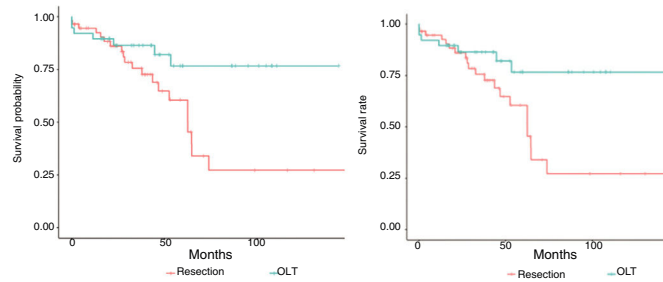 1.00
0.75
0.50
0.25
0.00
Survival probability
0
50
100
Months
Resection
OLT
1.00
0.75
0.50
0.25
0.00
Survival rate
0
50
100
Months
Resection
OLT